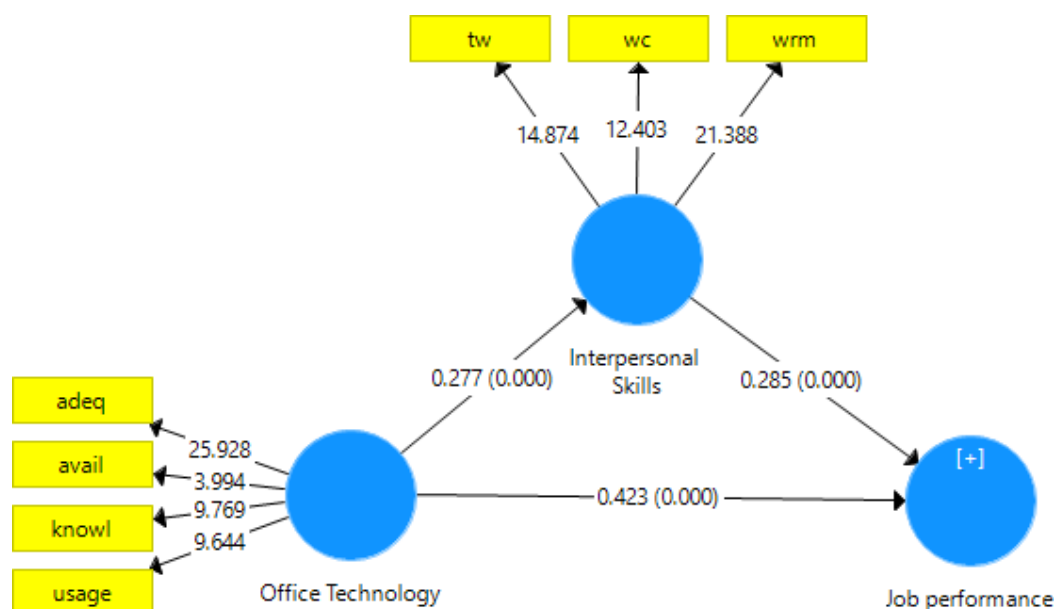 tw
wc
wrm
14.874
12.403
21.388
Interpersonal
Skills
0.277 (0.000)
0.285 (0.000)
adeq
avail
knowl
usage
25.928
3.994
9.769
9.644
Office Technology
0.423 (0.000)
[+]
Job performance